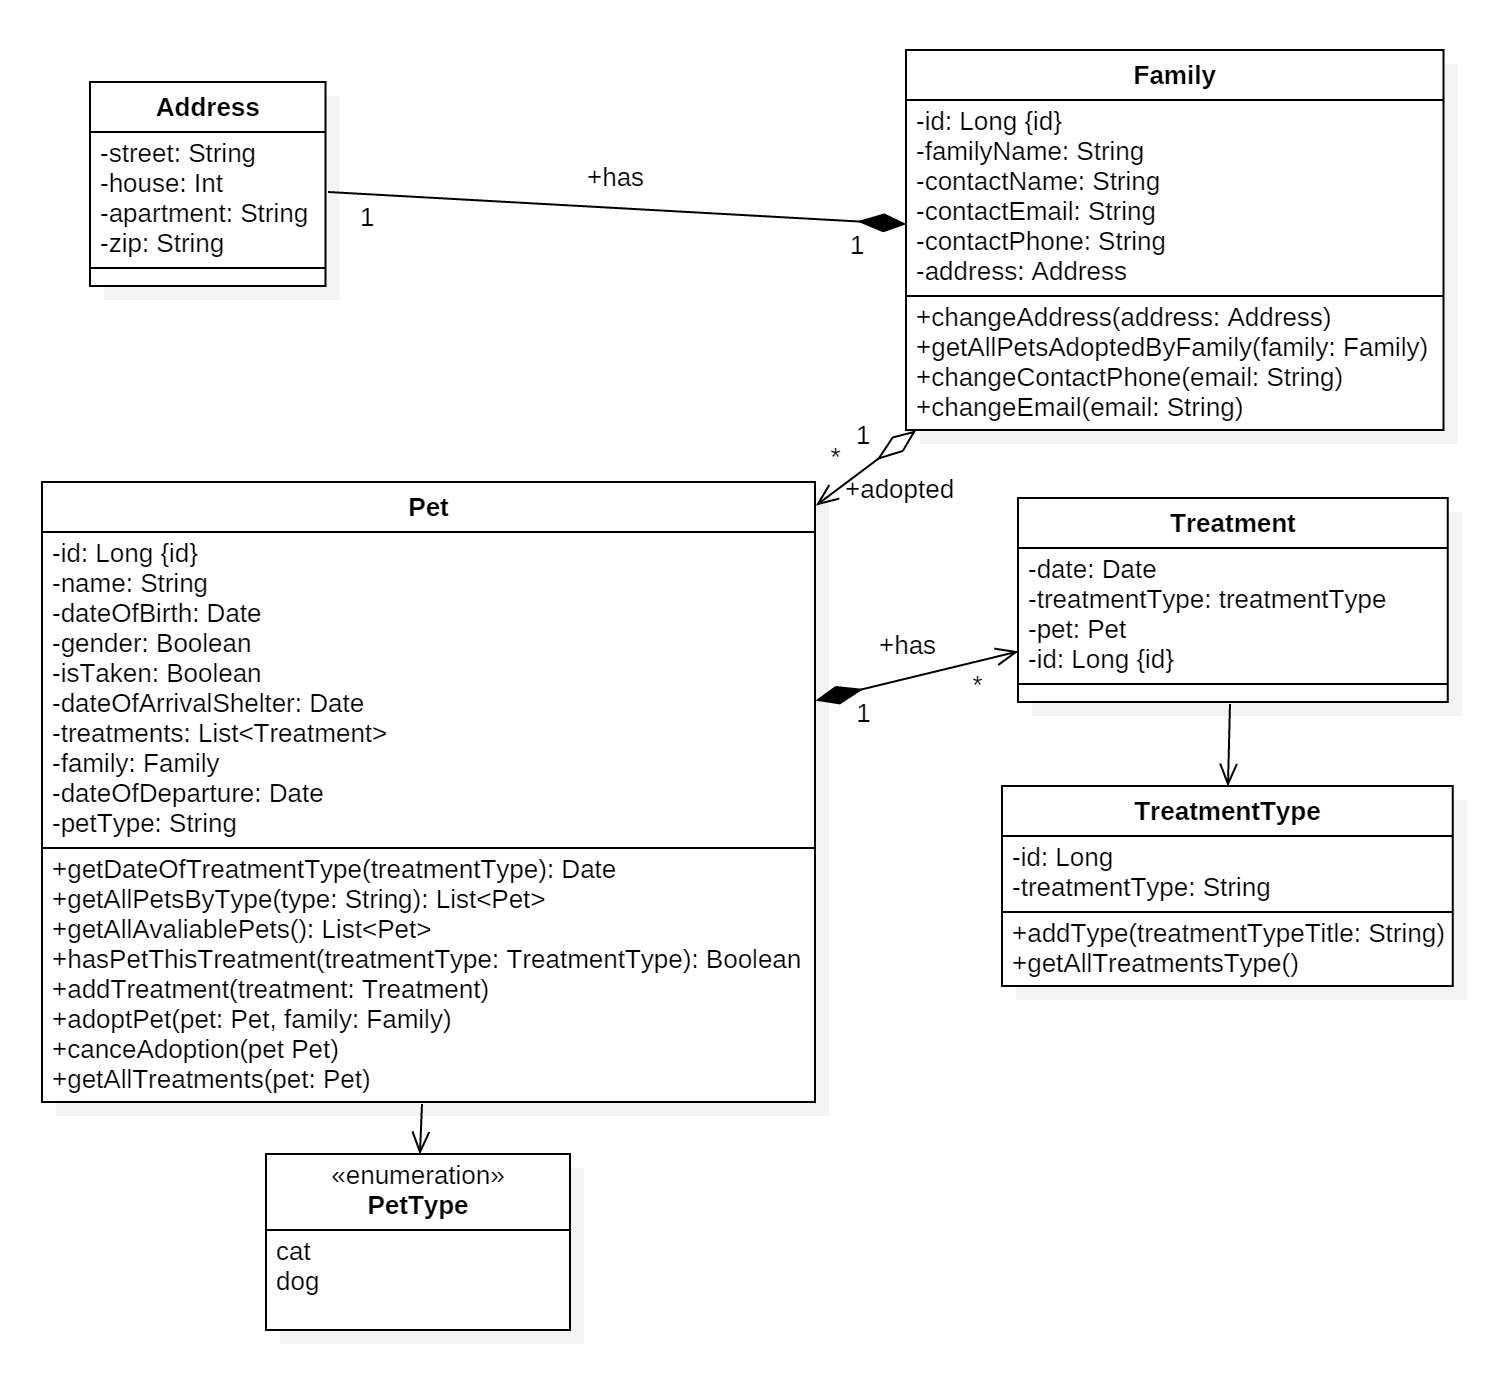 Address
-street: String
-house: Int
-apartment: String
-zip: String
+has
1
1
Family
-id: Long {id}
-familyName: String
-contactName: String
-contactEmail: String
-contactPhone: String
-address: Address
+changeAddress(address: Address)
+getAllPetsAdoptedByFamily(family: Family)
+changeContactPhone(email: String)
+changeEmail(email: String)
1
*
+adopted
Pet
-id: Long {id}
-name: String
-dateOfBirth: Date
-gender: Boolean
-isTaken: Boolean
-dateOfArrivalShelter: Date
-treatments: List<Treatment>
-family: Family
-dateOfDeparture: Date
-petType: String
+getDateOfTreatmentType(treatmentType): Date
+getAllPetsByType(type: String): List<Pet>
+getAllAvaliablePets(): List<Pet>
+hasPetThisTreatment(treatmentType: TreatmentType): Boolean
+addTreatment(treatment: Treatment)
+adoptPet(pet: Pet, family: Family)
+canceAdoption(pet Pet)
+getAllTreatments(pet: Pet)
+has
*
1
Treatment
-date: Date
-treatmentType: treatmentType
-pet: Pet
-id: Long {id}
TreatmentType
-id: Long
-treatmentType: String
+addType(treatmentTypeTitle: String)
+getAllTreatmentsType()
«enumeration»
PetType
cat
dog